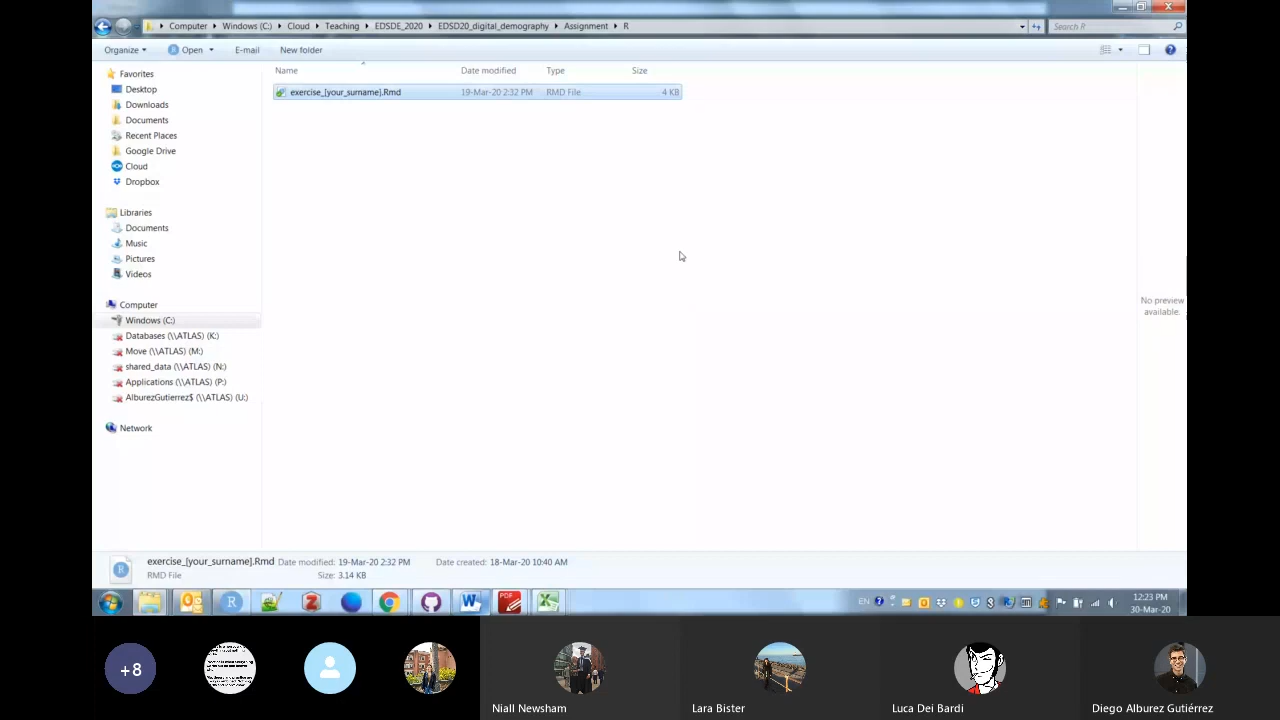 Computer ▸ Windows (C:) ▸ Cloud ▸ Teaching ▸ EDSDE_2020 ▸ EDSD20_digital_demography ▸ Assignment ▸ R
Search R
Organize ▾ Open ▾ E-mail New folder
Name Date modified Type Size
exercise_[your_surname].Rmd 19-Mar-20 2:32 PM RMD File 4 KB
Favorites
Desktop
Downloads
Documents
Recent Places
Google Drive
Cloud
Dropbox
Libraries
Documents
Music
Pictures
Videos
Computer
Windows (C:)
Databases (\\ATLAS) (K:)
Move (\\ATLAS) (M:)
shared_data (\\ATLAS) (N:)
Applications (\\ATLAS) (P:)
AlburezGutierrez$ (\\ATLAS) (U:)
Network
No preview
available.
exercise_[your_surname].Rmd Date modified: 19-Mar-20 2:32 PM Date created: 18-Mar-20 10:40 AM
RMD File Size: 3.14 KB
EN 12:23 PM
30-Mar-20
+8
Niall Newsham
Lara Bister
Luca Dei Bardi
Diego Alburez Gutiérrez